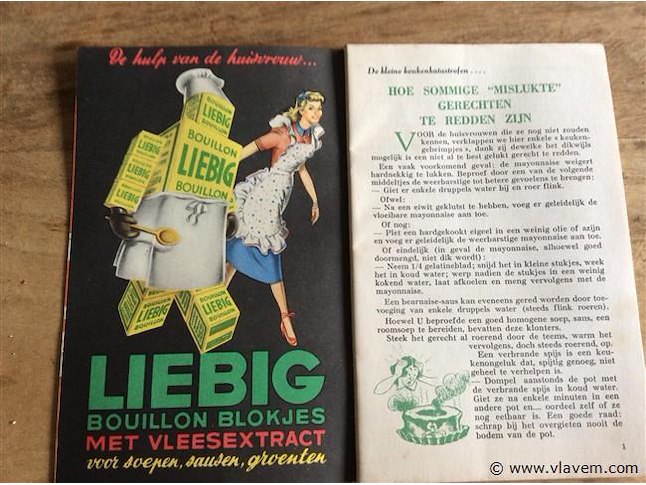 De hulp van de huisvrouw...
BOUILLON
LIEBIG
BOUILLON
LIEBIG
BOUILLON
LIEBIG
LIEBIG
LIEBIG
LIEBIG
LIEBIG
BOUILLON BLOKJES
MET VLEESEXTRACT
voor soepen, sausen, groenten
De kleine keukenkatastrofen ....
HOE SOMMIGE "MISLUKTE"
GERECHTEN
TE REDDEN ZIJN
VOOR de huisvrouwen die ze nog niet zouden
kennen, verklappen we hier enkele « keuken-
geheimpjes », dank zij dewelke het dikwijls
mogelijk is een niet al te best gelukt gerecht te redden.
Een vaak voorkomend geval: de mayonnaise weigert
hardnekkig te lukken. Beproef door een van de volgende
middeltjes de weerbarstige tot betere gevoelens te brengen:
— Giet er enkele druppels water bij en roer flink.
Ofwel:
— Na een eiwit geklutst te hebben, voeg er geleidelijk de
vloeibare mayonnaise aan toe.
Of nog:
— Plet een hardgekookt eigeel in een weinig olie of azijn
en voeg er geleidelijk de weerbarstige mayonnaise aan toe.
Of eindelijk (in geval de mayonnaise, alhoewel goed
doormengd, niet dik wordt):
— Neem 1/4 gelatineblad; snijd het in kleine stukjes, week
het in koud water; werp nadien de stukjes in een weinig
kokend water, laat afkoelen en meng vervolgens met de
mayonnaise.
Een bearnaise-saus kan eveneens gered worden door toe-
voeging van enkele druppels water (steeds flink roeren).
Hoewel U beproefde een goed homogene soep, saus, een
roomsoep te bereiden, bevatten deze klonters.
Steek het gerecht al roerend door de teems, warm het
vervolgens, doch steeds roerend, op.
Een verbrande spijs is een keu-
kenongeluk dat, spijtig genoeg, niet
geheel te verhelpen is.
— Dompel aanstonds de pot met
de verbrande spijs in koud water.
Giet ze na enkele minuten in een
andere pot en.... oordeel zelf of ze
nog eetbaar is. Een goede raad:
schrap bij het overgieten nooit de
bodem van de pot.
1
© www.vlavem.com